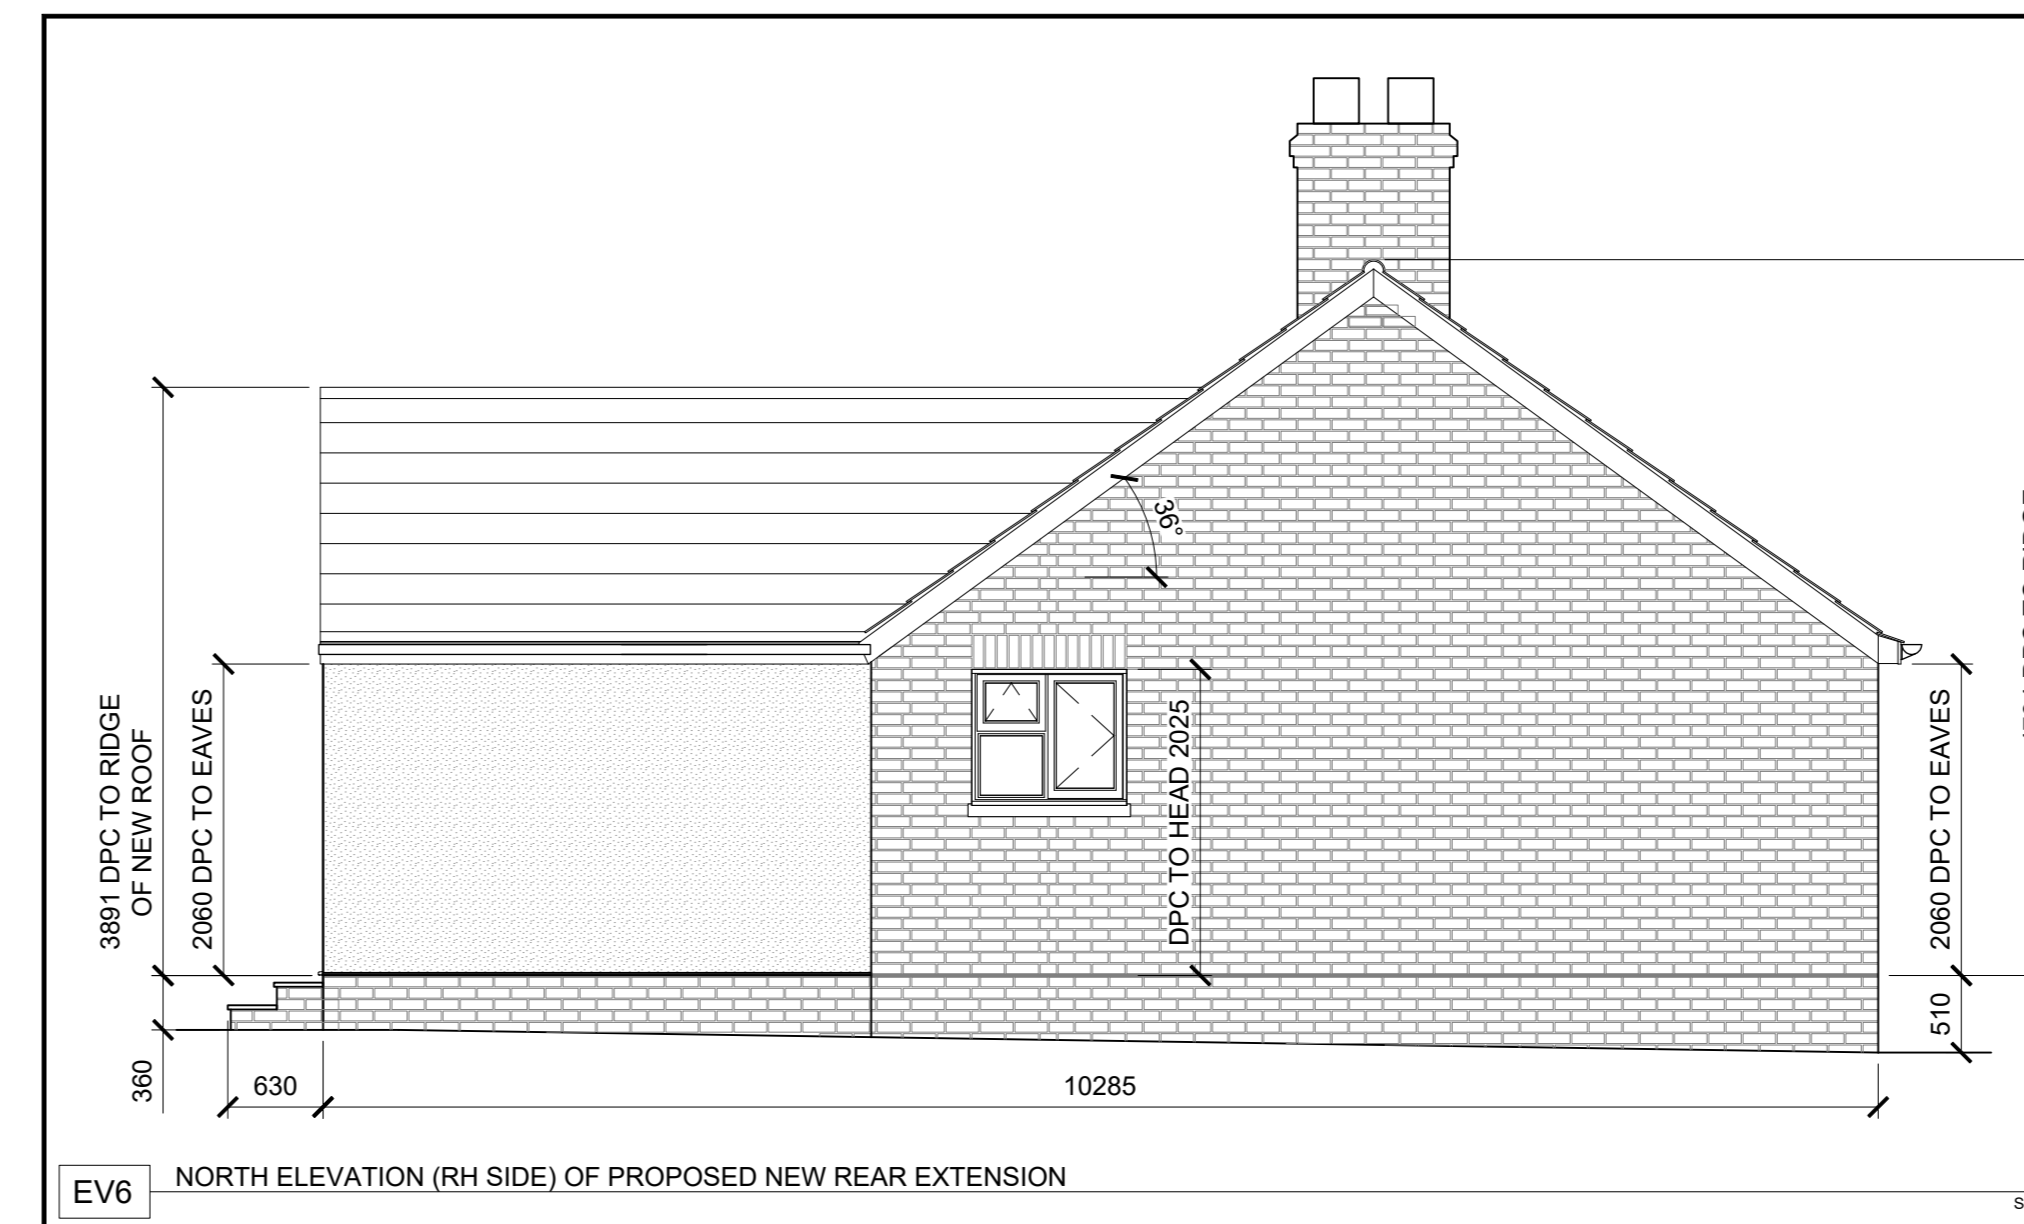 3891 DPC TO RIDGE
OF NEW ROOF
2060 DPC TO EAVES
36°
DPC TO HEAD 2025
2060 DPC TO EAVES
510
360
630
10285
EV6
NORTH ELEVATION (RH SIDE) OF PROPOSED NEW REAR EXTENSION